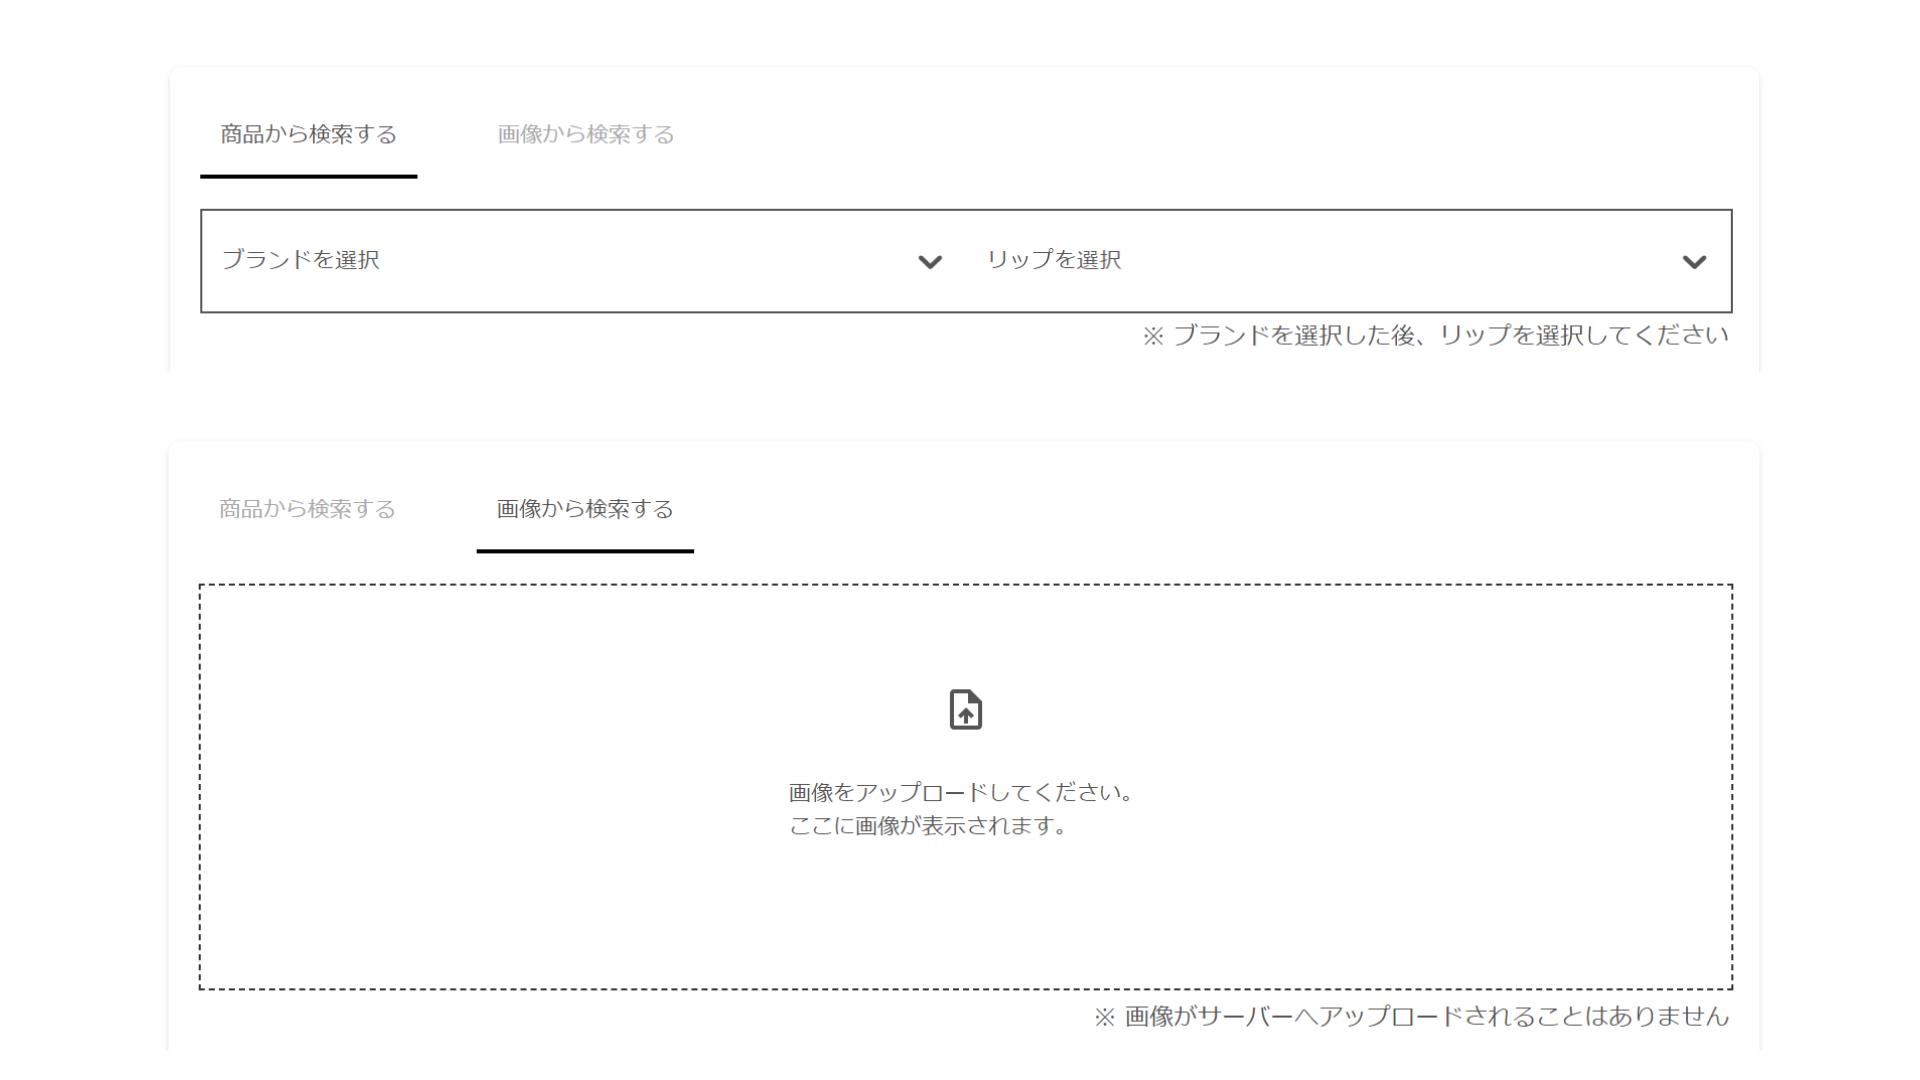 商品から検索する
画像から検索する
ブランドを選択
リップを選択
※ ブランドを選択した後、リップを選択してください
商品から検索する
画像から検索する
画像をアップロードしてください。
ここに画像が表示されます。
※ 画像がサーバーへアップロードされることはありません